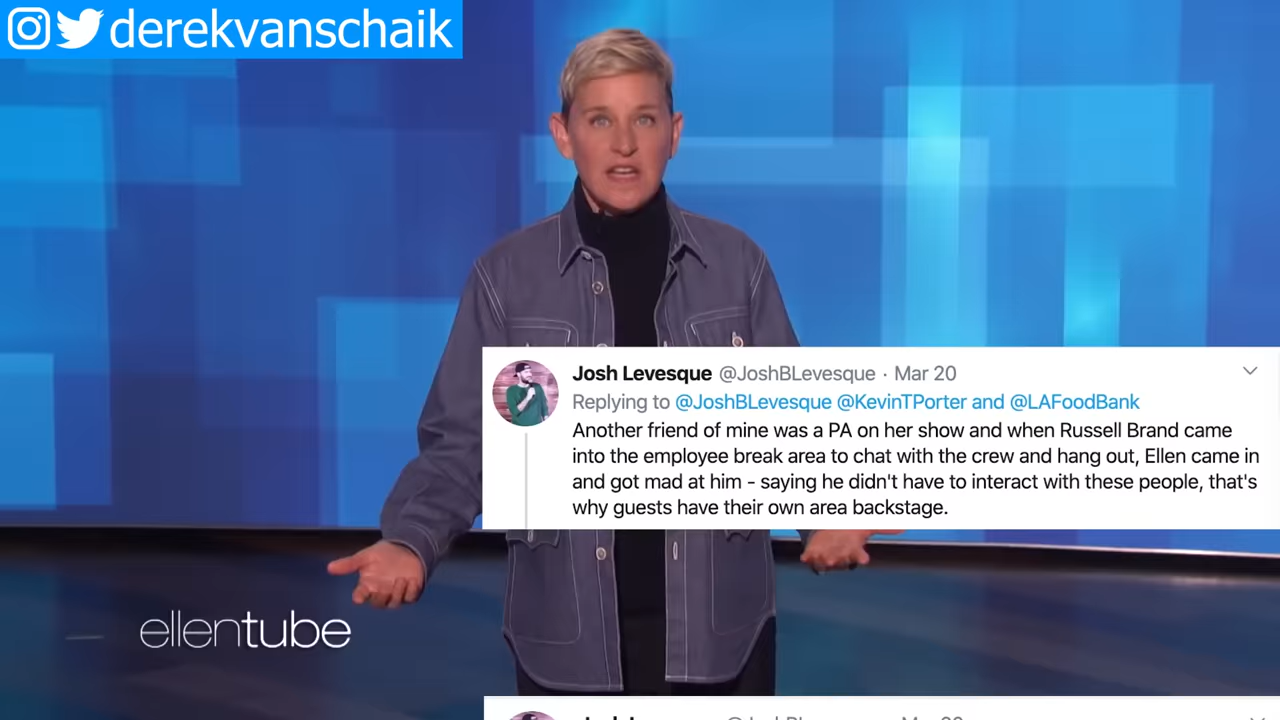 derekvanschaik
Josh Levesque @JoshBLevesque · Mar 20
Replying to @JoshBLevesque @KevinTPorter and @LAFoodBank
Another friend of mine was a PA on her show and when Russell Brand came
into the employee break area to chat with the crew and hang out, Ellen came in
and got mad at him - saying he didn't have to interact with these people, that's
why guests have their own area backstage.
ellentube